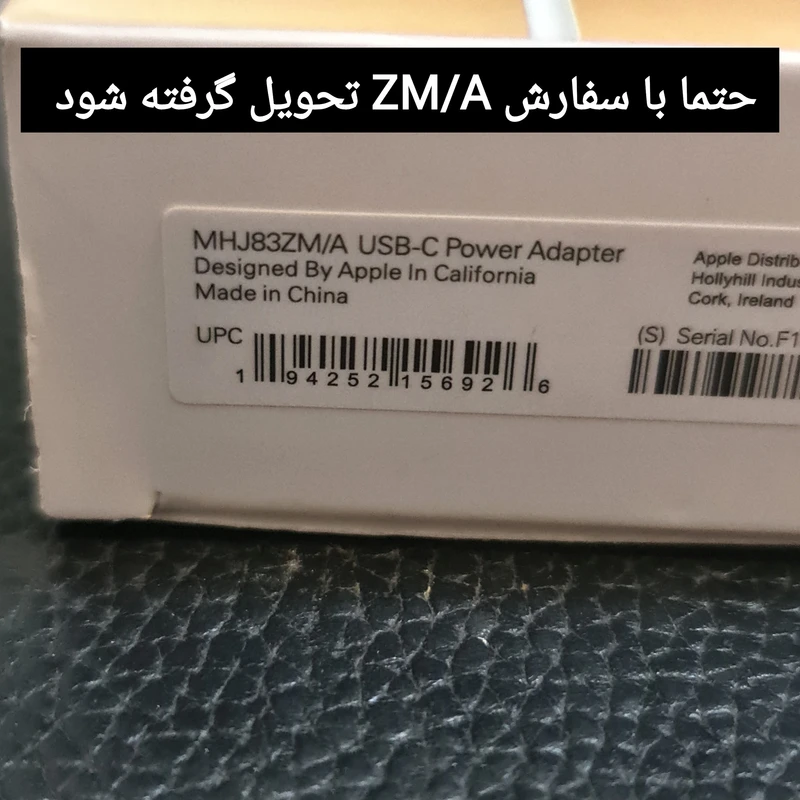 حتما با سفارش ZM/A تحویل گرفته شود
MHJ83ZM/A USB-C Power Adapter
Designed By Apple In California
Made in China
Apple Distrib
Hollyhill Indus
Cork, Ireland
UPC
1 94252 15692 6
(S) Serial No.F1